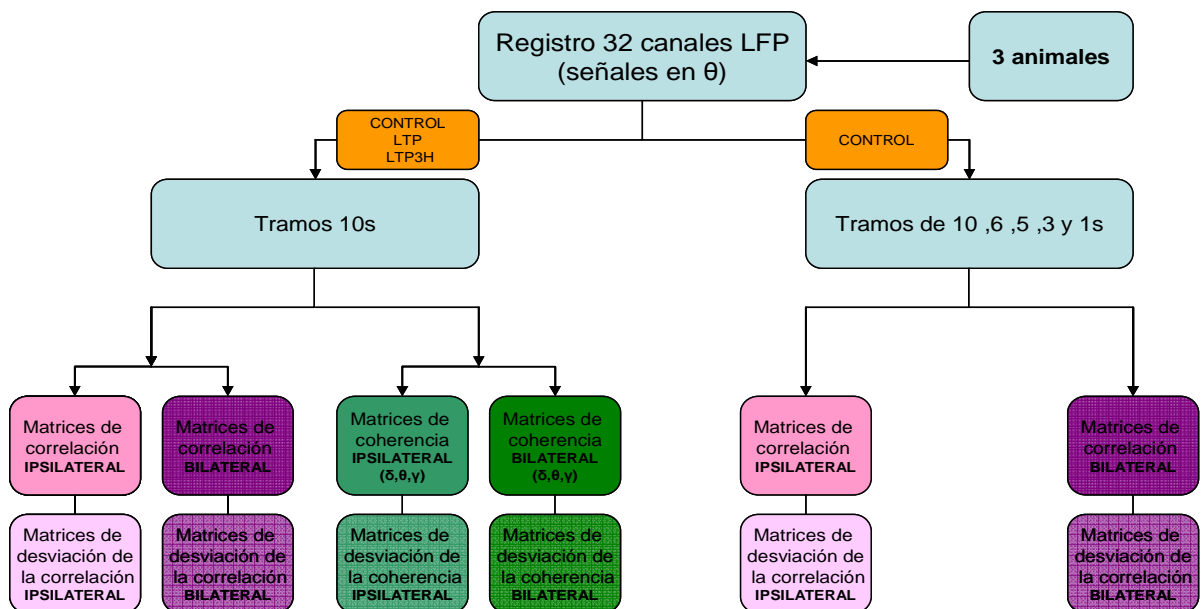 Registro 32 canales LFP
(señales en θ)
3 animales
CONTROL
LTP
LTP3H
CONTROL
Tramos 10s
Tramos de 10 ,6 ,5 ,3 y 1s
Matrices de
correlación
IPSILATERAL
Matrices de
correlación
BILATERAL
Matrices de
coherencia
IPSILATERAL
(δ,θ,γ)
Matrices de
coherencia
BILATERAL
(δ,θ,γ)
Matrices de
correlación
IPSILATERAL
Matrices de
correlación
BILATERAL
Matrices de
desviación de
la correlación
IPSILATERAL
Matrices de
desviación de
la correlación
BILATERAL
Matrices de
desviación de
la coherencia
IPSILATERAL
Matrices de
desviación de
la coherencia
BILATERAL
Matrices de
desviación de
la correlación
IPSILATERAL
Matrices de
desviación de
la correlación
BILATERAL